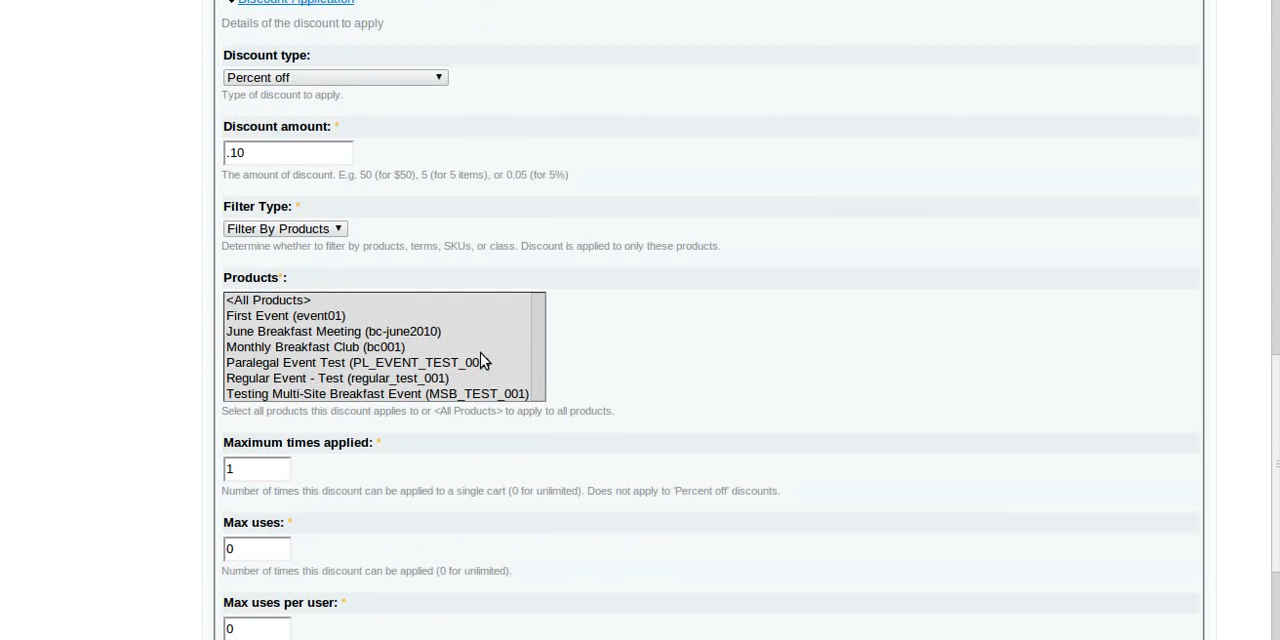 Discount Application
Details of the discount to apply
Discount type:
Percent off
Type of discount to apply.
Discount amount: *
.10
The amount of discount. E.g. 50 (for $50), 5 (for 5 items), or 0.05 (for 5%)
Filter Type: *
Filter By Products
Determine whether to filter by products, terms, SKUs, or class. Discount is applied to only these products.
Products*:
<All Products>
First Event (event01)
June Breakfast Meeting (bc-june2010)
Monthly Breakfast Club (bc001)
Paralegal Event Test (PL_EVENT_TEST_00
Regular Event - Test (regular_test_001)
Testing Multi-Site Breakfast Event (MSB_TEST_001)
Select all products this discount applies to or <All Products> to apply to all products.
Maximum times applied: *
1
Number of times this discount can be applied to a single cart (0 for unlimited). Does not apply to 'Percent off' discounts.
Max uses: *
0
Number of times this discount can be applied (0 for unlimited).
Max uses per user: *
0